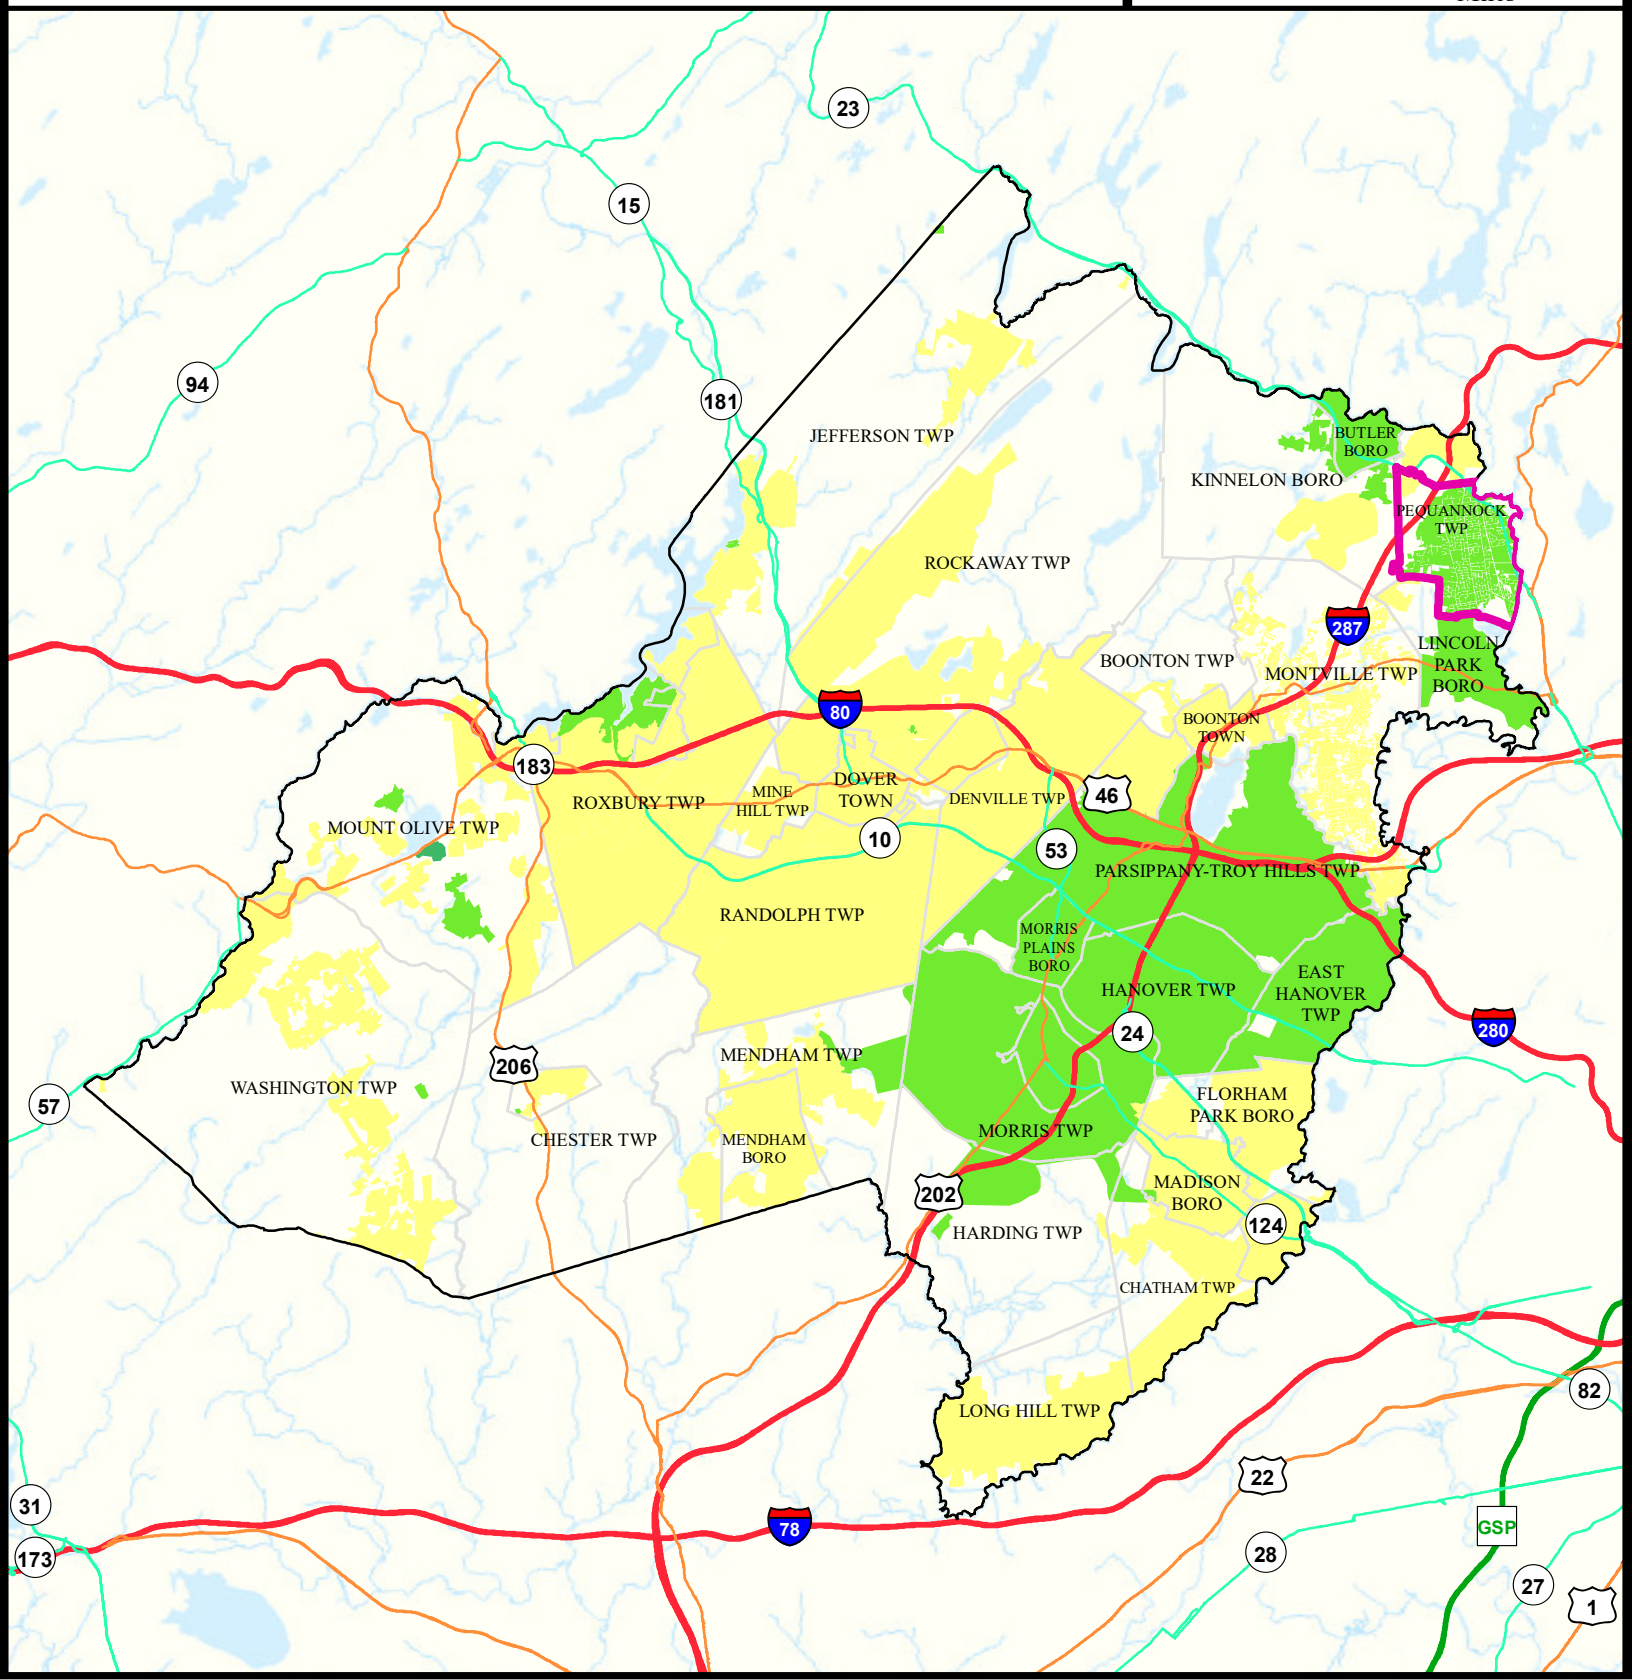 23
15
94
181
JEFFERSON TWP
BUTLER
BORO
KINNELON BORO
PEQUANNOCK
TWP
ROCKAWAY TWP
287
LINCOLN
PARK
BORO
BOONTON TWP
MONTVILLE TWP
80
BOONTON
TOWN
183
ROXBURY TWP
MINE
HILL TWP
DOVER
TOWN
DENVILLE TWP
46
MOUNT OLIVE TWP
10
53
PARSIPPANY-TROY HILLS TWP
RANDOLPH TWP
MORRIS
PLAINS
BORO
HANOVER TWP
EAST
HANOVER
TWP
24
280
206
MENDHAM TWP
WASHINGTON TWP
57
FLORHAM
PARK BORO
CHESTER TWP
MENDHAM
BORO
MORRIS TWP
202
MADISON
BORO
124
HARDING TWP
CHATHAM TWP
82
LONG HILL TWP
22
31
78
GSP
173
28
27
1